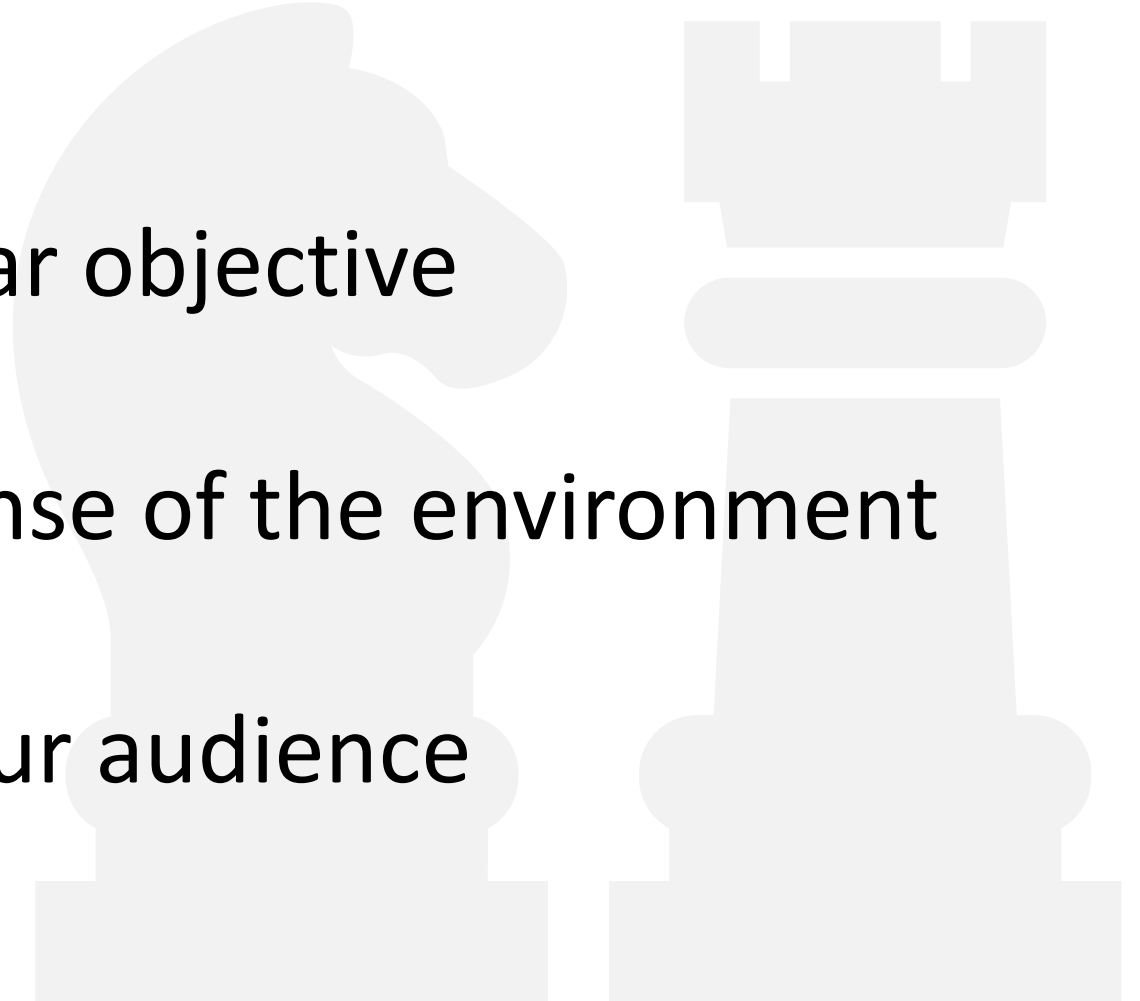 ar objective
nse of the environment
ur audience